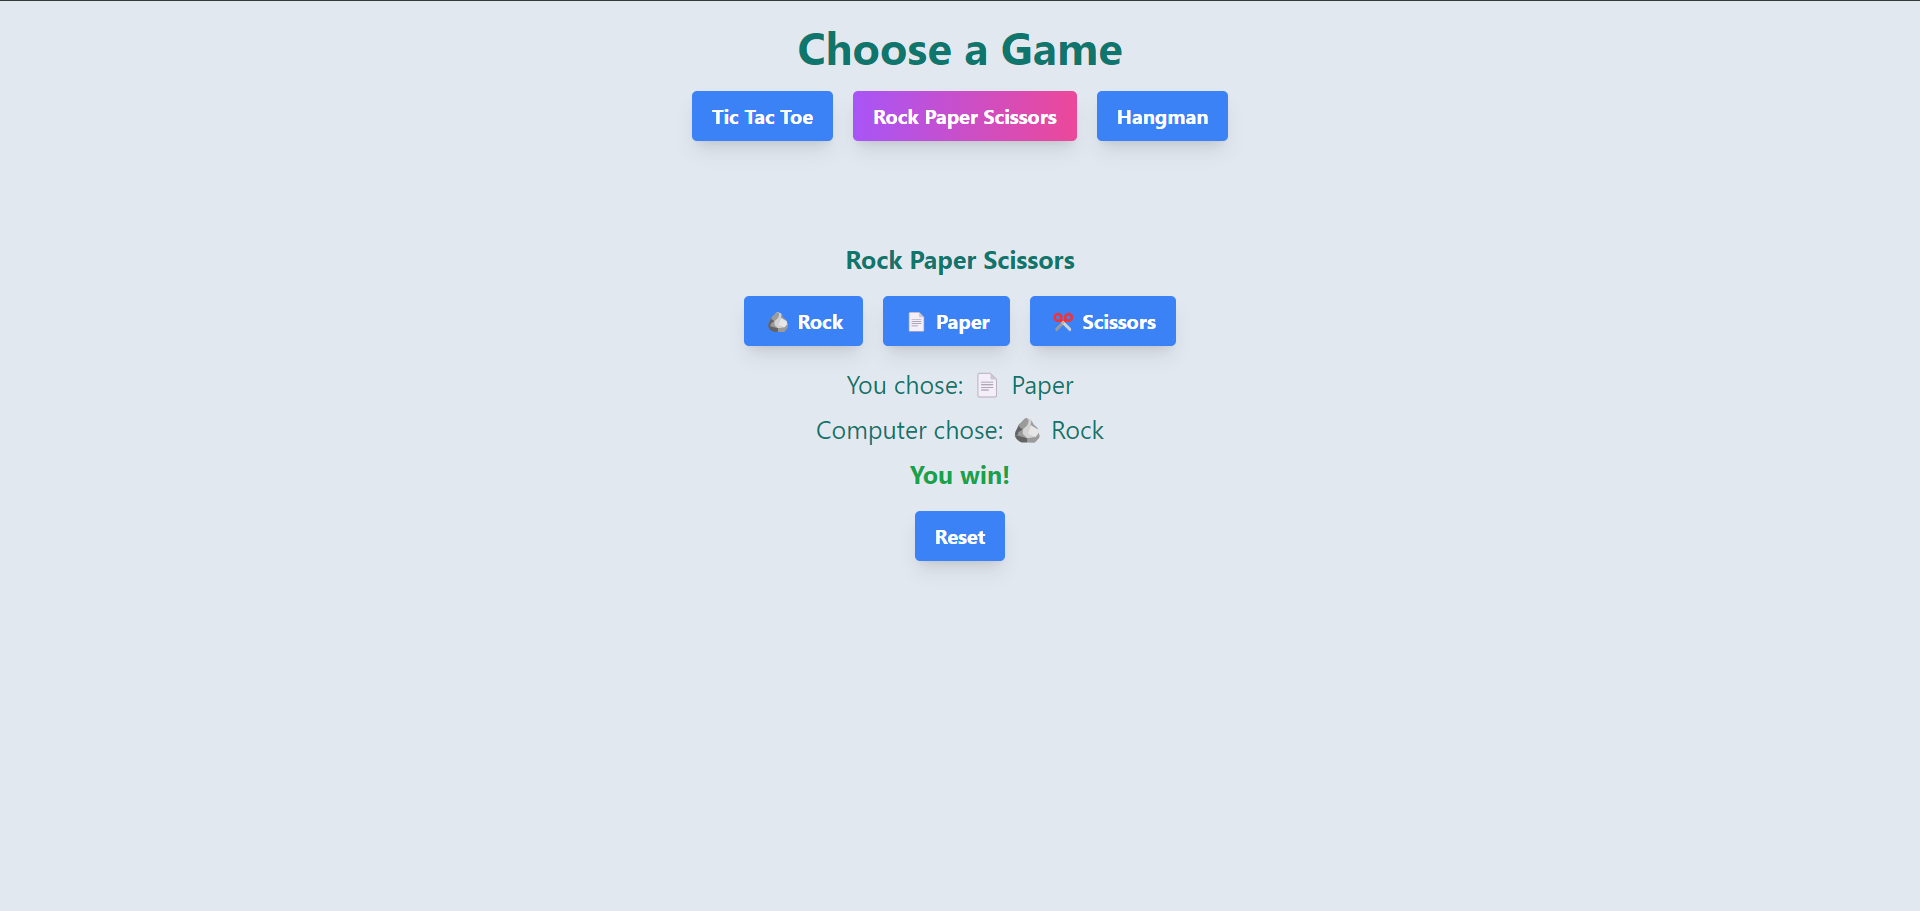 Choose a Game
Tic Tac Toe Rock Paper Scissors Hangman
Rock Paper Scissors
Rock Paper Scissors
You chose: Paper
Computer chose: Rock
You win!
Reset